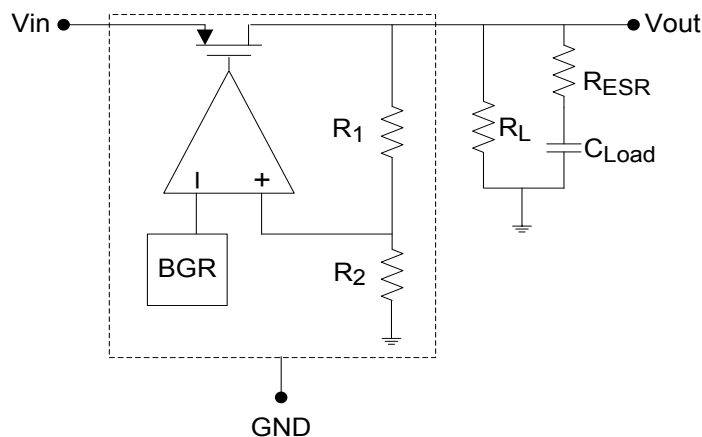 Vin
Vout
R1
RL
RESR
CLoad
BGR
R2
GND